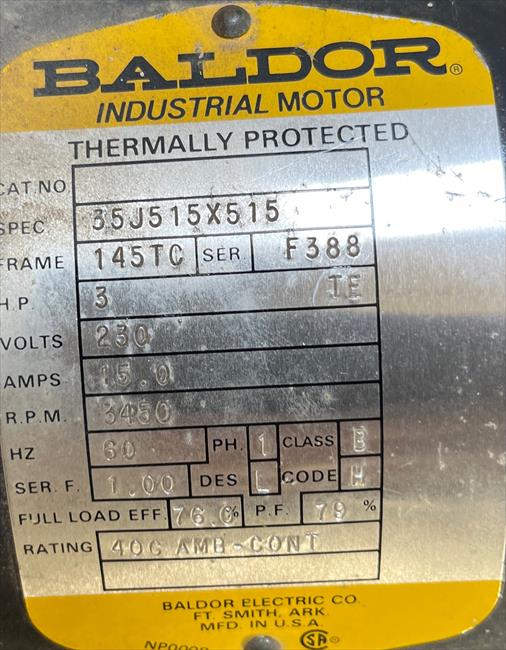 BALDOR®
INDUSTRIAL MOTOR
THERMALLY PROTECTED
CAT NO
SPEC 35J515X515
FRAME 145TC SER F388
H.P. 3 TE
VOLTS 230
AMPS 15.0
R.P.M. 3450
HZ 60 PH. 1 CLASS B
SER. F. 1.00 DES L CODE H
FULL LOAD EFF. 76.0% P.F. 79 %
RATING 40C AMB-CONT
BALDOR ELECTRIC CO.
FT. SMITH, ARK.
MFD. IN U.S.A.
SA